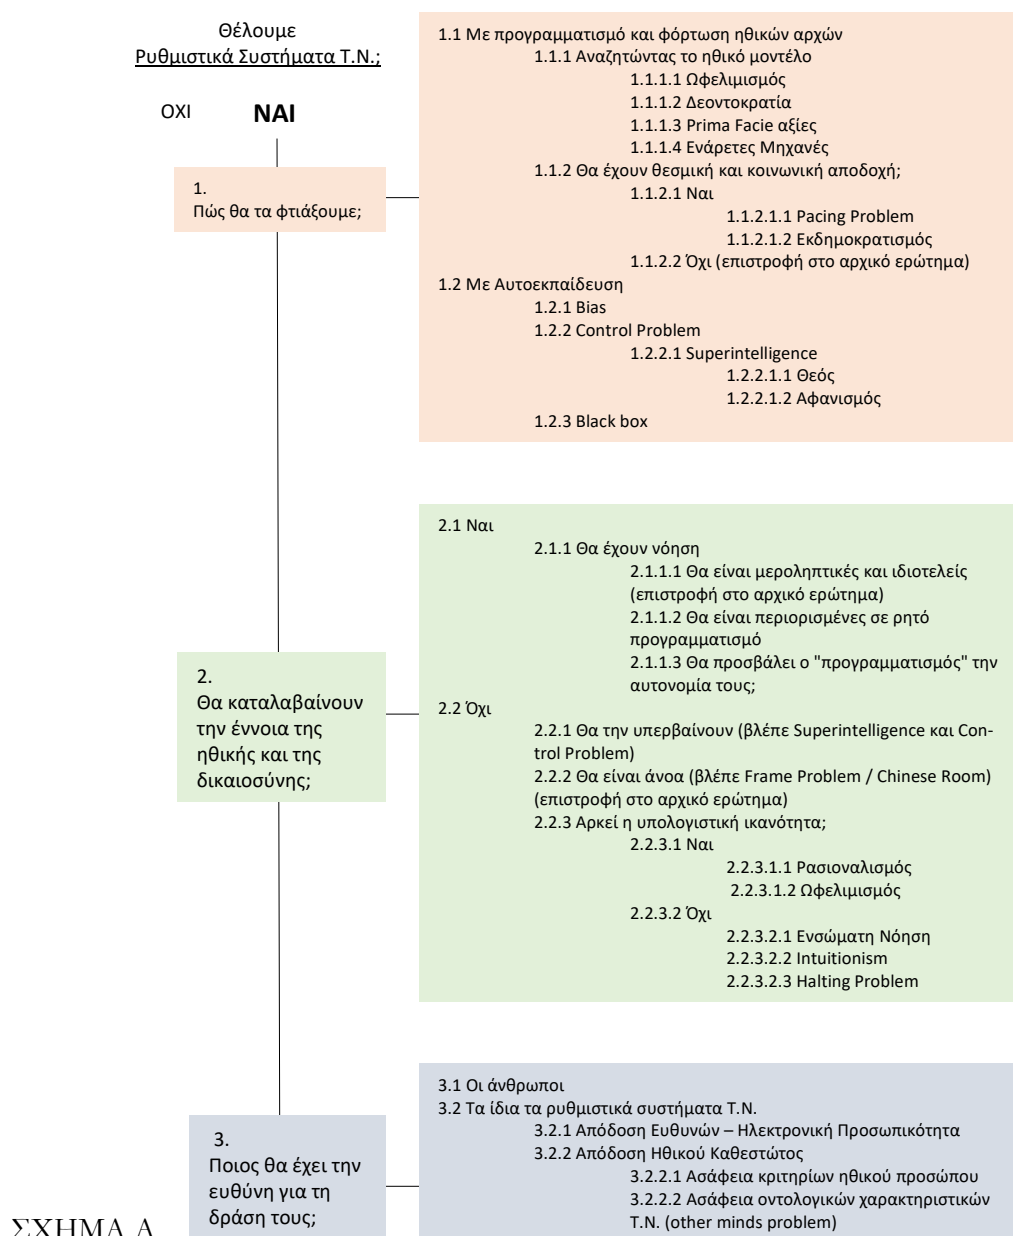 Θέλουμε
Ρυθμιστικά Συστήματα Τ.Ν.;
ΟΧΙ ΝΑΙ
1.
Πώς θα τα φτιάξουμε;
1.1 Με προγραμματισμό και φόρτωση ηθικών αρχών
1.1.1 Αναζητώντας το ηθικό μοντέλο
1.1.1.1 Ωφελιμισμός
1.1.1.2 Δεοντοκρατία
1.1.1.3 Prima Facie αξίες
1.1.1.4 Ενάρετες Μηχανές
1.1.2 Θα έχουν θεσμική και κοινωνική αποδοχή;
1.1.2.1 Ναι
1.1.2.1.1 Pacing Problem
1.1.2.1.2 Εκδημοκρατισμός
1.1.2.2 Όχι (επιστροφή στο αρχικό ερώτημα)
1.2 Με Αυτοεκπαίδευση
1.2.1 Bias
1.2.2 Control Problem
1.2.2.1 Superintelligence
1.2.2.1.1 Θεός
1.2.2.1.2 Αφανισμός
1.2.3 Black box
2.
Θα καταλαβαίνουν
την έννοια της
ηθικής και της
δικαιοσύνης;
2.1 Ναι
2.1.1 Θα έχουν νόηση
2.1.1.1 Θα είναι μεροληπτικές και ιδιοτελείς
(επιστροφή στο αρχικό ερώτημα)
2.1.1.2 Θα είναι περιορισμένες σε ρητό
προγραμματισμό
2.1.1.3 Θα προσβάλει ο "προγραμματισμός" την
αυτονομία τους;
2.2 Όχι
2.2.1 Θα την υπερβαίνουν (βλέπε Superintelligence και Con-
trol Problem)
2.2.2 Θα είναι άνοα (βλέπε Frame Problem / Chinese Room)
(επιστροφή στο αρχικό ερώτημα)
2.2.3 Αρκεί η υπολογιστική ικανότητα;
2.2.3.1 Ναι
2.2.3.1.1 Ρασιοναλισμός
2.2.3.1.2 Ωφελιμισμός
2.2.3.2 Όχι
2.2.3.2.1 Ενσώματη Νόηση
2.2.3.2.2 Intuitionism
2.2.3.2.3 Halting Problem
3.
Ποιος θα έχει την
ευθύνη για τη
δράση τους;
3.1 Οι άνθρωποι
3.2 Τα ίδια τα ρυθμιστικά συστήματα Τ.Ν.
3.2.1 Απόδοση Ευθυνών – Ηλεκτρονική Προσωπικότητα
3.2.2 Απόδοση Ηθικού Καθεστώτος
3.2.2.1 Ασάφεια κριτηρίων ηθικού προσώπου
3.2.2.2 Ασάφεια οντολογικών χαρακτηριστικών
Τ.Ν. (other minds problem)
ΣΧΗΜΑ Α